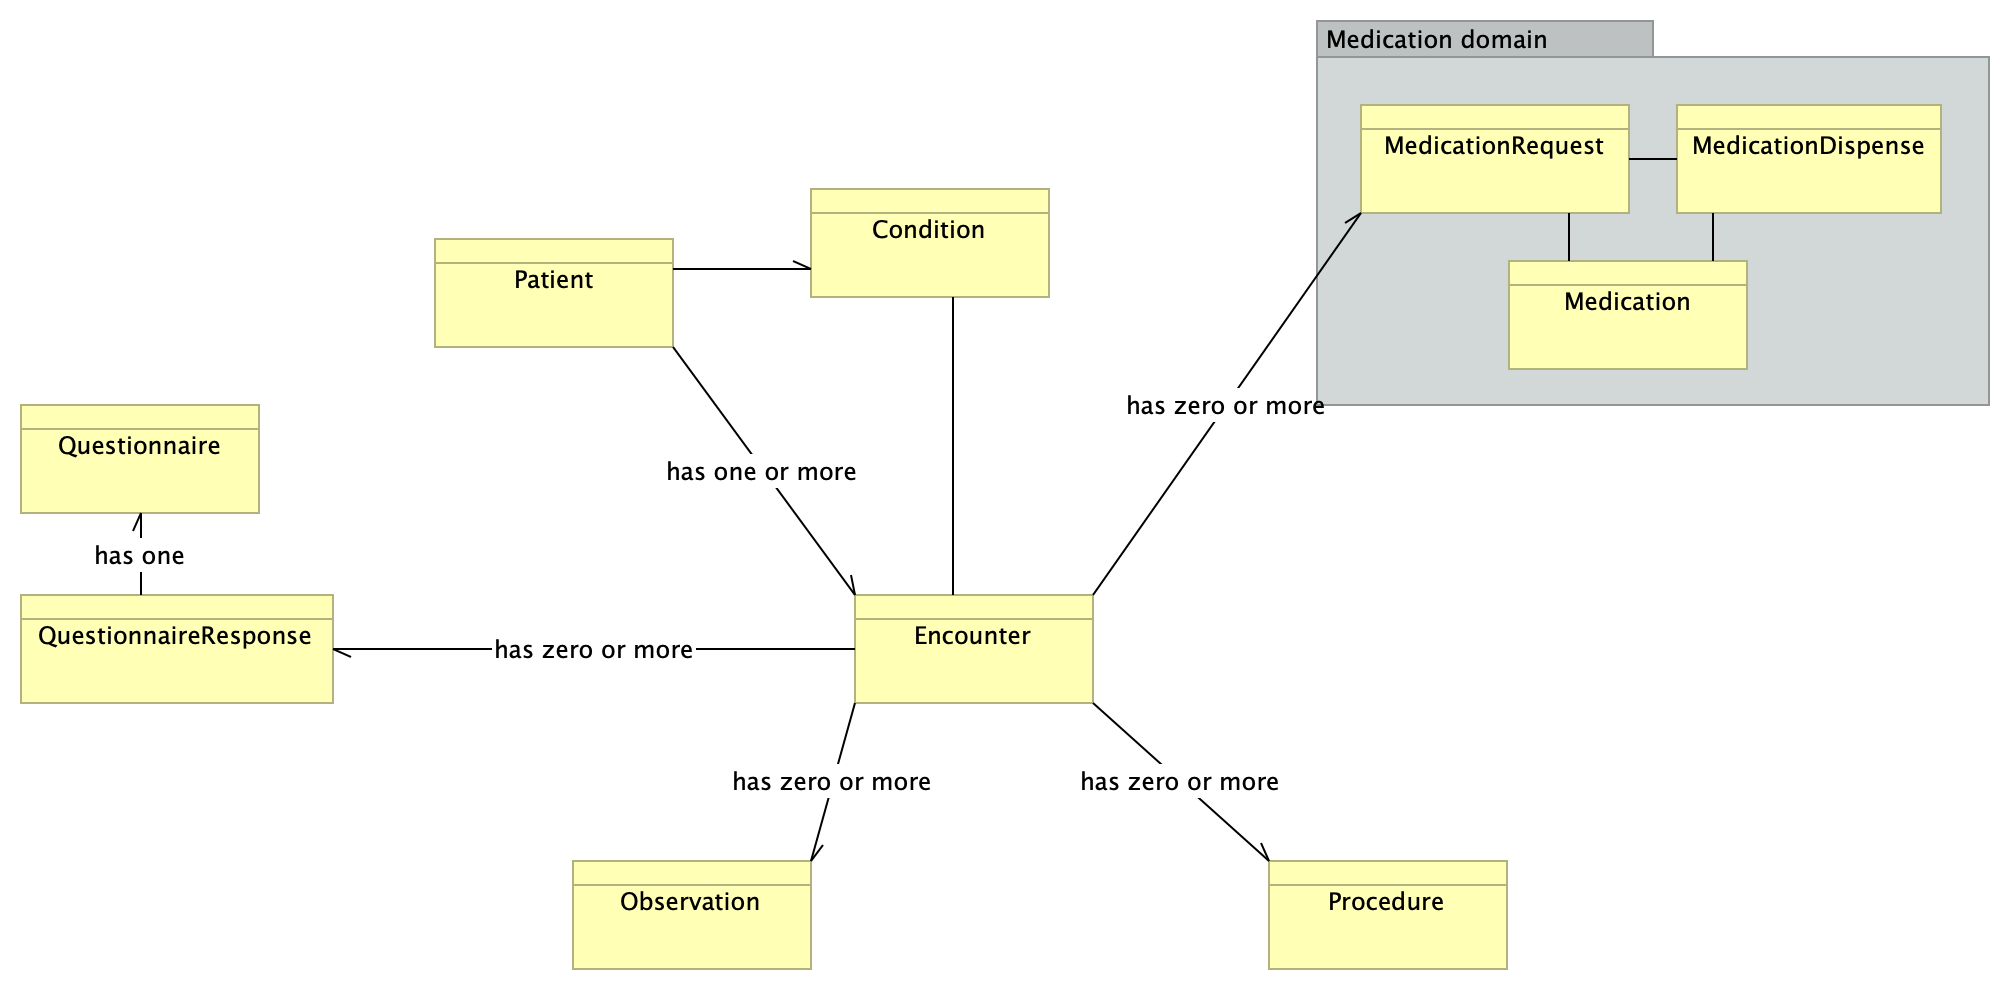 Medication domain
MedicationRequest
MedicationDispense
Condition
Patient
Medication
has zero or more
Questionnaire
has one or more
has one
QuestionnaireResponse
has zero or more
Encounter
has zero or more
has zero or more
Observation
Procedure